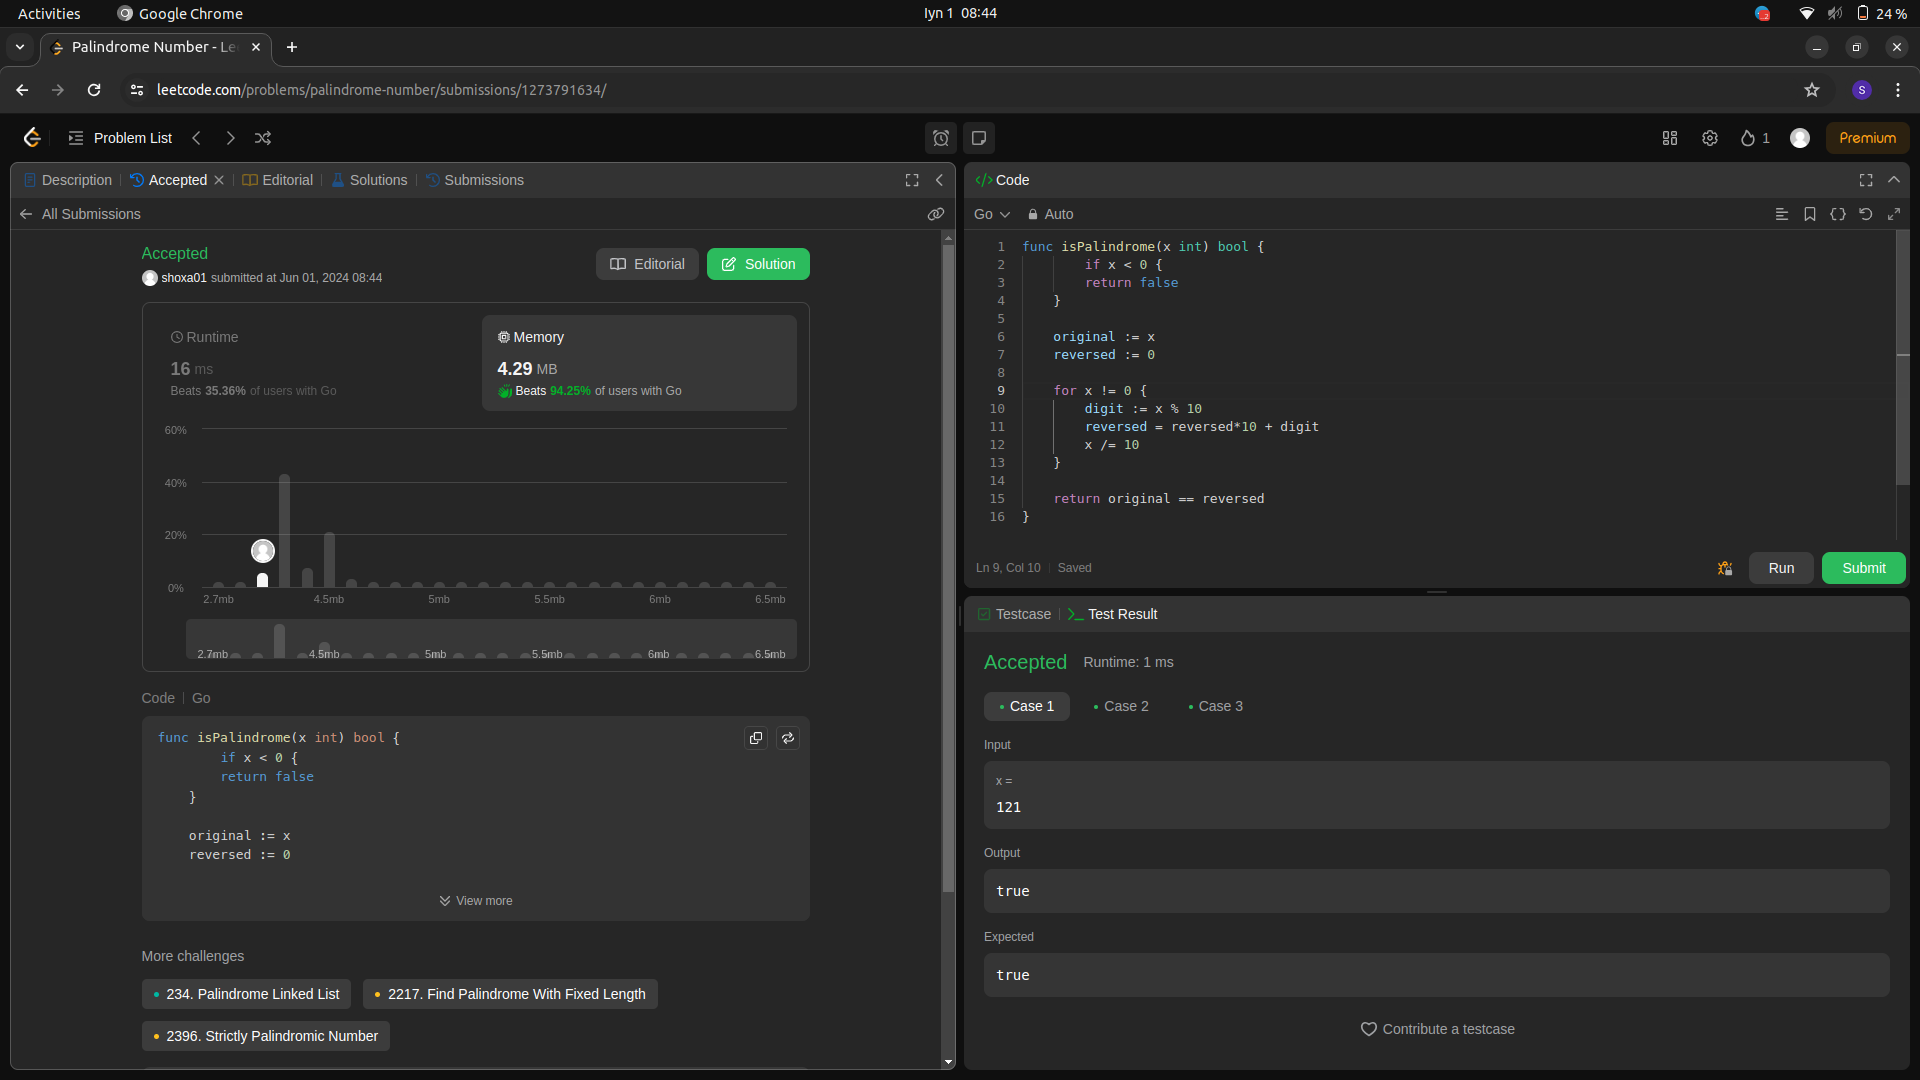 Activities
Google Chrome
Iyn 1 08:44
24 %
Palindrome Number - Le
leetcode.com/problems/palindrome-number/submissions/1273791634/
S
Problem List
1
Premium
Description
Accepted
Editorial
Solutions
Submissions
All Submissions
Accepted
shoxa01 submitted at Jun 01, 2024 08:44
Editorial
Solution
Runtime
16 ms
Beats 35.36% of users with Go
Memory
4.29 MB
Beats 94.25% of users with Go
60%
40%
20%
0%
2.7mb 4.5mb 5mb 5.5mb 6mb 6.5mb
2.7mb 4.5mb 5mb 5.5mb 6mb 6.5mb
Code | Go
func isPalindrome(x int) bool {
if x < 0 {
return false
}
original := x
reversed := 0
View more
More challenges
234. Palindrome Linked List
2217. Find Palindrome With Fixed Length
2396. Strictly Palindromic Number
</> Code
Go
Auto
1 func isPalindrome(x int) bool {
2 if x < 0 {
3 return false
4 }
5
6 original := x
7 reversed := 0
8
9 for x != 0 {
10 digit := x % 10
11 reversed = reversed*10 + digit
12 x /= 10
13 }
14
15 return original == reversed
16 }
Ln 9, Col 10 | Saved
Run
Submit
Testcase
Test Result
Accepted
Runtime: 1 ms
• Case 1
• Case 2
• Case 3
Input
x =
121
Output
true
Expected
true
Contribute a testcase